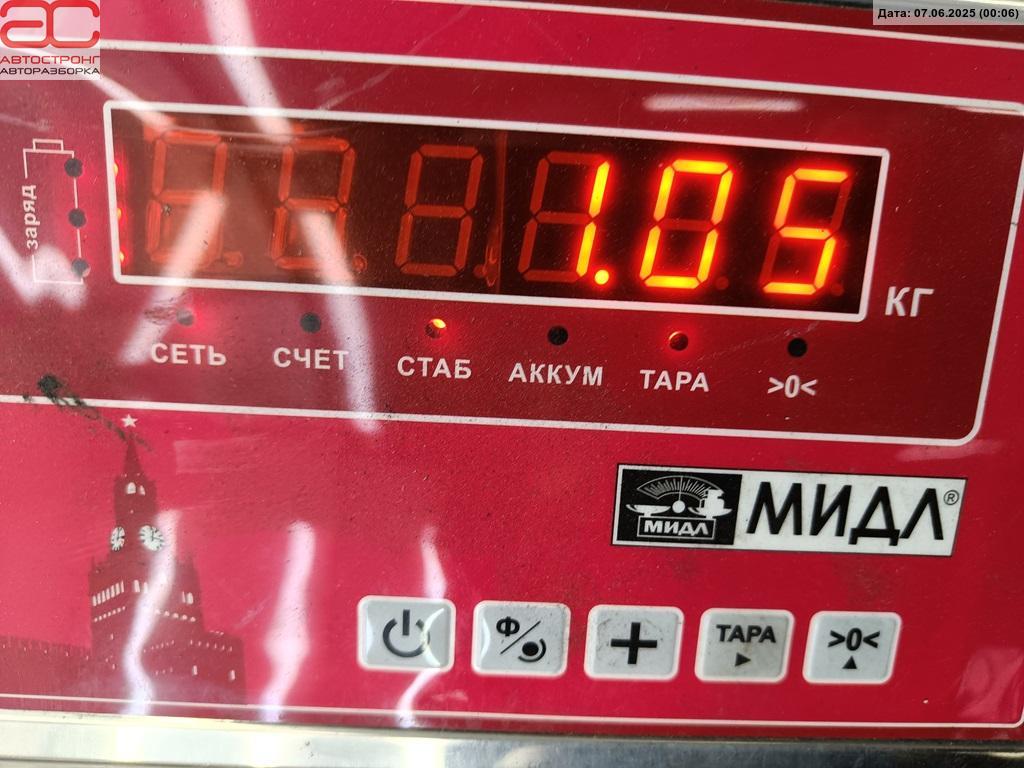 Дата: 07.06.2025 (00:06)
ас
АВТОСТРОНГ
АВТОРАЗБОРКА
заряд
1.05
КГ
СЕТЬ СЧЕТ СТАБ АККУМ ТАРА >0<
МИДЛ МИДЛ®
Ф + ТАРА >0<